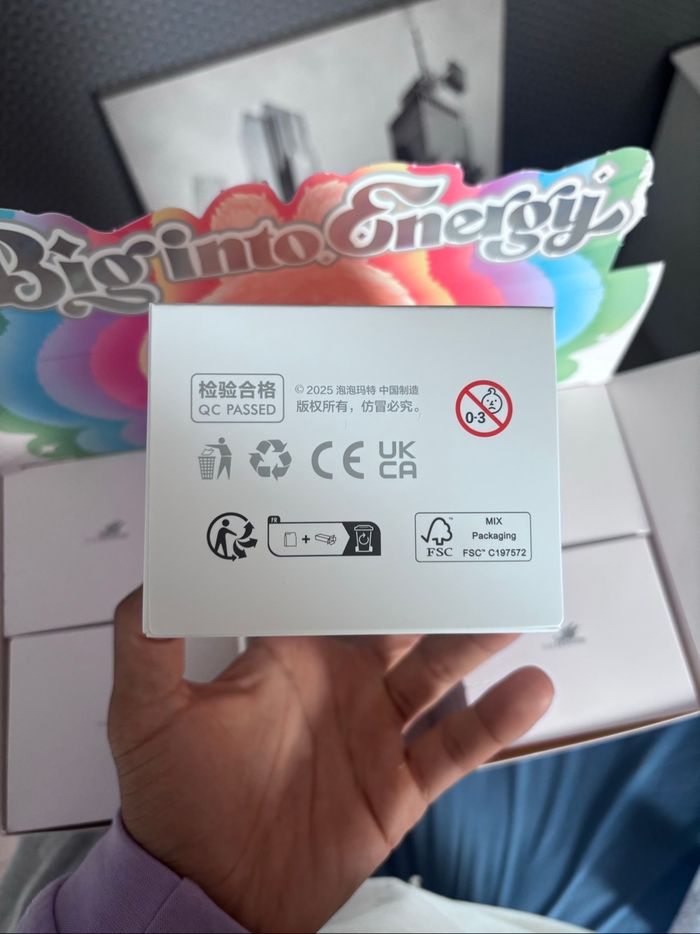 Big into Energy
检验合格
QC PASSED
© 2025 泡泡玛特 中国制造
版权所有，仿冒必究。
0-3
CE
UK
CA
FR
+
FSC™
MIX
Packaging
FSC™ C197572